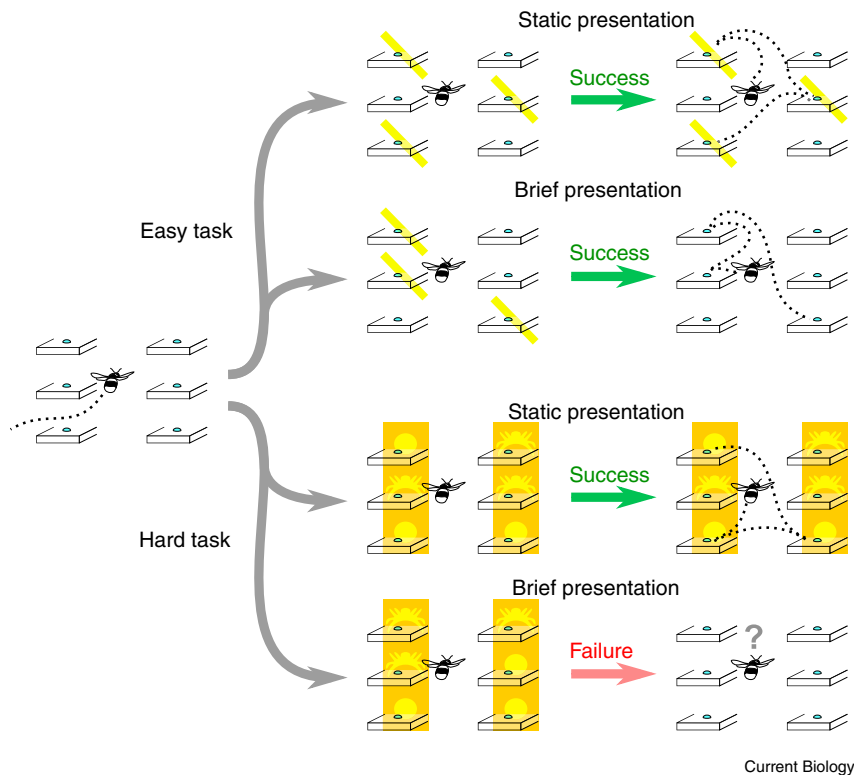 Static presentation
Success
Brief presentation
Easy task
Success
Static presentation
Success
Hard task
Brief presentation
Failure
?
Current Biology